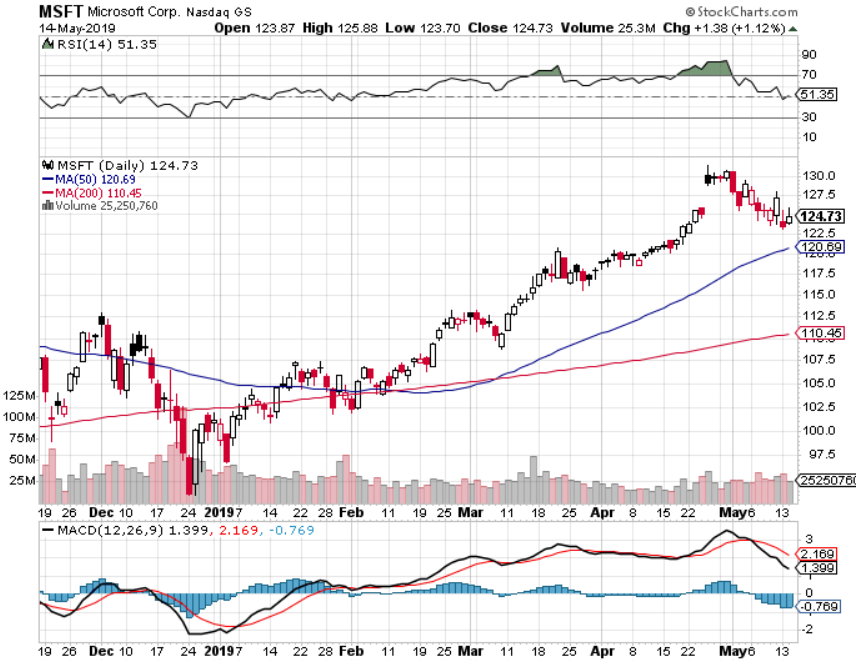 MSFT Microsoft Corp. Nasdaq GS © StockCharts.com
14-May-2019 Open 123.87 High 125.88 Low 123.70 Close 124.73 Volume 25.3M Chg +1.38 (+1.12%)
RSI(14) 51.35
90
70
51.35
30
10
MSFT (Daily) 124.73
MA(50) 120.69
MA(200) 110.45
Volume 25,250,760
130.0
127.5
124.73
122.5
120.69
117.5
115.0
112.5
110.45
107.5
105.0
102.5
100.0
97.5
125M
100M
75M
50M
25M
25250760
19 26 Dec 10 17 24 2019 7 14 22 28 Feb 11 19 25 Mar 11 18 25 Apr 8 15 22 May 6 13
MACD(12,26,9) 1.399, 2.169, -0.769
3
2.169
1.399
0
-0.769
-2
19 26 Dec 10 17 24 2019 7 14 22 28 Feb 11 19 25 Mar 11 18 25 Apr 8 15 22 May 6 13